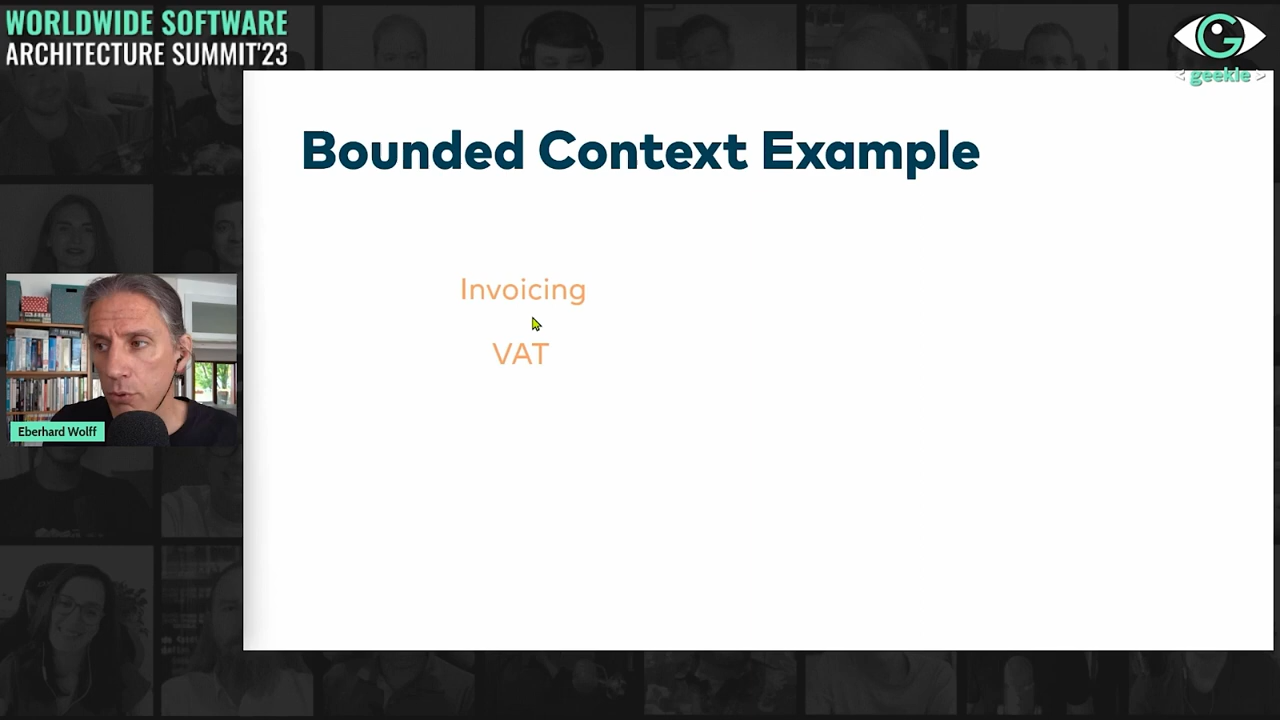 WORLDWIDE SOFTWARE
ARCHITECTURE SUMMIT'23
< geekle >
Bounded Context Example
Invoicing
VAT
Eberhard Wolff